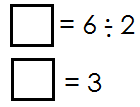 □ = 6 ÷ 2
□ = 3